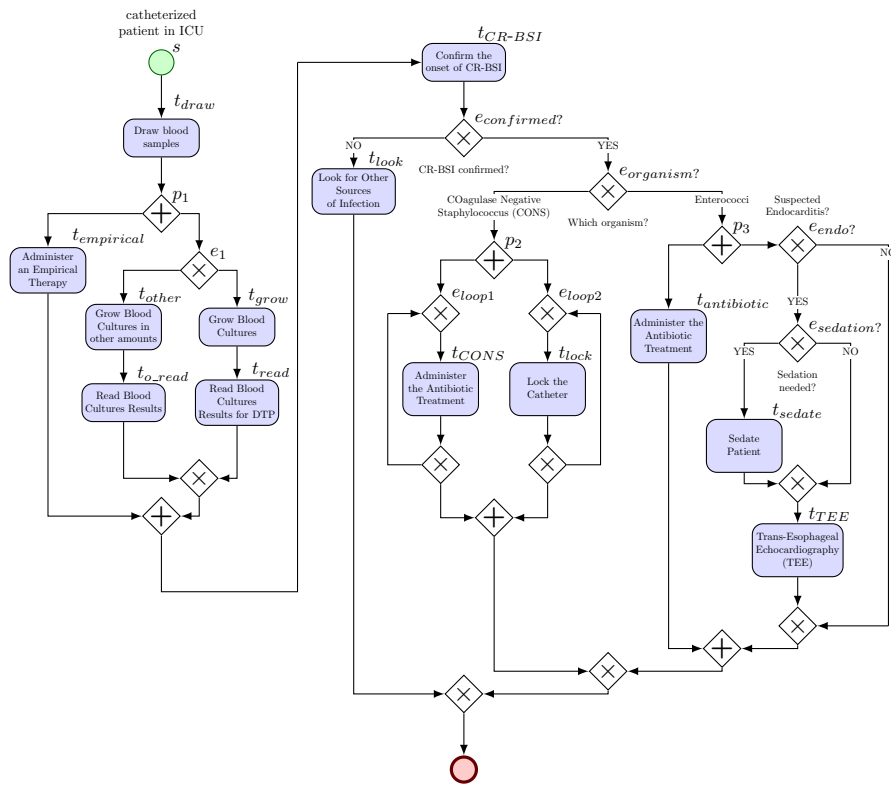 catheterized
patient in ICU
s
t_draw
Draw blood
samples
p_1
t_empirical
Administer
an Empirical
Therapy
e_1
t_other
Grow Blood
Cultures in
other amounts
t_grow
Grow Blood
Cultures
t_o_read
Read Blood
Cultures Results
t_read
Read Blood
Cultures
Results for DTP
t_CR-BSI
Confirm the
onset of CR-BSI
e_confirmed?
NO
YES
CR-BSI confirmed?
t_look
Look for Other
Sources
of Infection
e_organism?
COagulase Negative
Staphylococcus (CONS)
Which organism?
Enterococci
Suspected
Endocarditis?
p_2
p_3
e_endo?
NO
YES
e_loop1
e_loop2
t_CONS
Administer
the Antibiotic
Treatment
t_lock
Lock the
Catheter
t_antibiotic
Administer the
Antibiotic
Treatment
e_sedation?
YES
NO
Sedation
needed?
t_sedate
Sedate
Patient
t_TEE
Trans-Esophageal
Echocardiography
(TEE)